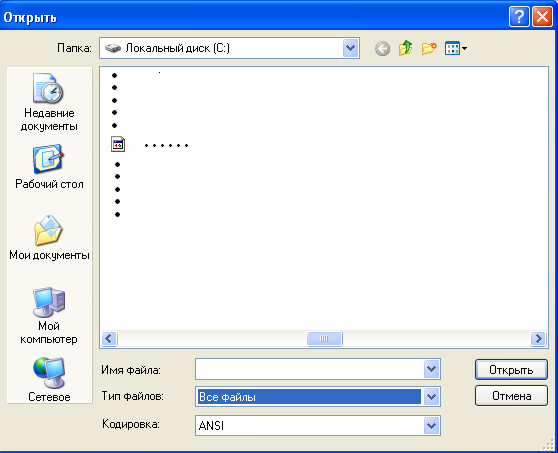 Открыть
Папка: Локальный диск (C:)
Недавние
документы
Рабочий стол
Мои документы
Мой
компьютер
Сетевое
Имя файла:
Открыть
Тип файлов: Все файлы
Отмена
Кодировка: ANSI